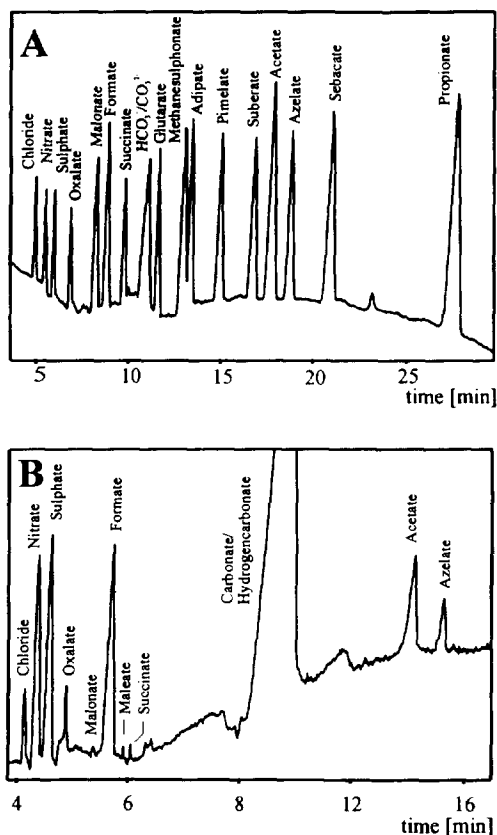 A
Chloride
Nitrate
Sulphate
Oxalate
Malonate
Formate
Succinate
HCO₃⁻/CO₃²⁻
Glutarate
Methanesulphonate
Adipate
Pimelate
Suberate
Acetate
Azelate
Sebacate
Propionate
5 10 15 20 25
time [min]
B
Chloride
Nitrate
Sulphate
Oxalate
Malonate
Formate
Maleate
Succinate
Carbonate/
Hydrogencarbonate
Acetate
Azelate
4 6 8 12 16
time [min]